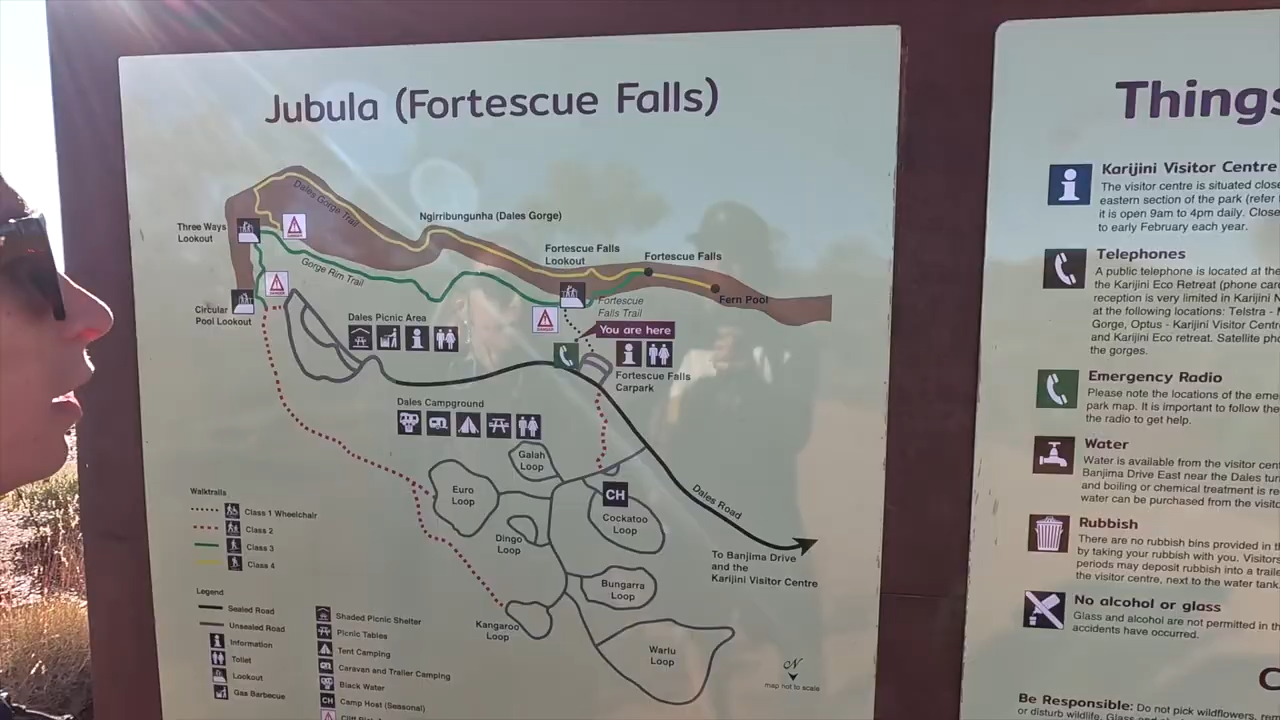 Jubula (Fortescue Falls)
Dales Gorge Trail
Ngirribungunha (Dales Gorge)
Three Ways
Lookout
Fortescue Falls
Lookout
Fortescue Falls
Gorge Rim Trail
Fern Pool
Fortescue
Falls Trail
Circular
Pool Lookout
Dales Picnic Area
You are here
Fortescue Falls
Carpark
Dales Campground
Galah
Loop
Euro
Loop
CH
Cockatoo
Loop
Dales Road
Dingo
Loop
To Banjima Drive
and the
Karijini Visitor Centre
Bungarra
Loop
Kangaroo
Loop
Warlu
Loop
N
map not to scale
Walktrails
Class 1 Wheelchair
Class 2
Class 3
Class 4
Legend
Sealed Road
Unsealed Road
Information
Toilet
Lookout
Gas Barbecue
Shaded Picnic Shelter
Picnic Tables
Tent Camping
Caravan and Trailer Camping
Black Water
CH Camp Host (Seasonal)
Things
Karijini Visitor Centre
The visitor centre is situated close
eastern section of the park (refer
it is open 9am to 4pm daily. Close
to early February each year.
Telephones
A public telephone is located at the
the Karijini Eco Retreat (phone car
reception is very limited in Karijini
at the following locations: Telstra -
Gorge, Optus - Karijini Visitor Centr
and Karijini Eco retreat. Satellite pho
the gorges.
Emergency Radio
Please note the locations of the eme
park map. It is important to follow the
the radio to get help.
Water
Water is available from the visitor cen
Banjima Drive East near the Dales tur
and boiling or chemical treatment is re
water can be purchased from the visito
Rubbish
There are no rubbish bins provided in t
by taking your rubbish with you. Visitors
periods may deposit rubbish into a traile
the visitor centre, next to the water tank
No alcohol or glass
Glass and alcohol are not permitted in th
accidents have occurred.
Be Responsible: Do not pick wildflowers,
or disturb wildlife.